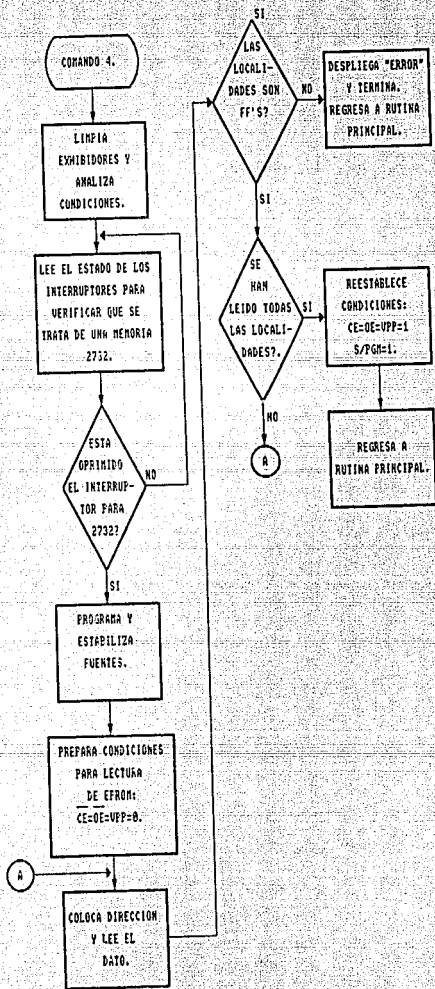 COMANDO 4.
LIMPIA
EXHIBIDORES Y
ANALIZA
CONDICIONES.
LEE EL ESTADO DE LOS
INTERRUPTORES PARA
VERIFICAR QUE SE
TRATA DE UNA MEMORIA
2732.
ESTA
OPRIMIDO
EL INTERRUP-
TOR PARA
2732?
NO
SI
PROGRAMA Y
ESTABILIZA
FUENTES.
PREPARA CONDICIONES
PARA LECTURA
DE EPROM:
CE=OE=VPP=0.
A
COLOCA DIRECCION
Y LEE EL
DATO.
SI
LAS
LOCALI-
DADES SON
FF'S?
NO
DESPLIEGA "ERROR"
Y TERMINA.
REGRESA A RUTINA
PRINCIPAL.
SI
SE
HAN
LEIDO TODAS
LAS LOCALI-
DADES?.
SI
REESTABLECE
CONDICIONES:
CE=OE=VPP=1
S/PGM=1.
NO
A
REGRESA A
RUTINA PRINCIPAL.